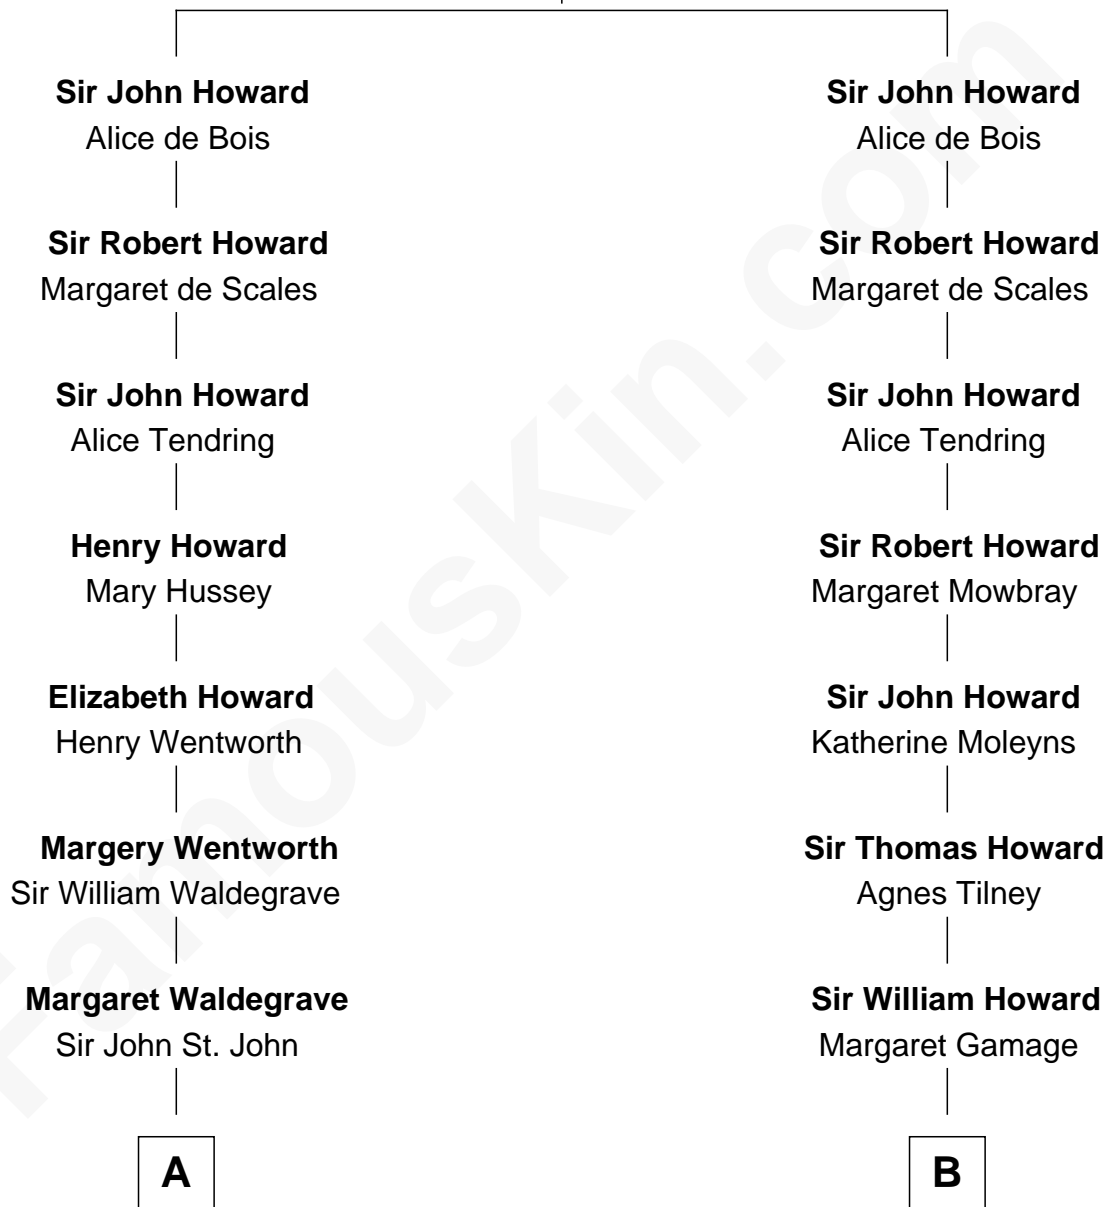 Sir John Howard
Alice de Bois
Sir Robert Howard
Margaret de Scales
Sir John Howard
Alice Tendring
Henry Howard
Mary Hussey
Elizabeth Howard
Henry Wentworth
Margery Wentworth
Sir William Waldegrave
Margaret Waldegrave
Sir John St. John
A
Sir John Howard
Alice de Bois
Sir Robert Howard
Margaret de Scales
Sir John Howard
Alice Tendring
Sir Robert Howard
Margaret Mowbray
Sir John Howard
Katherine Moleyns
Sir Thomas Howard
Agnes Tilney
Sir William Howard
Margaret Gamage
B
FamousKin.com